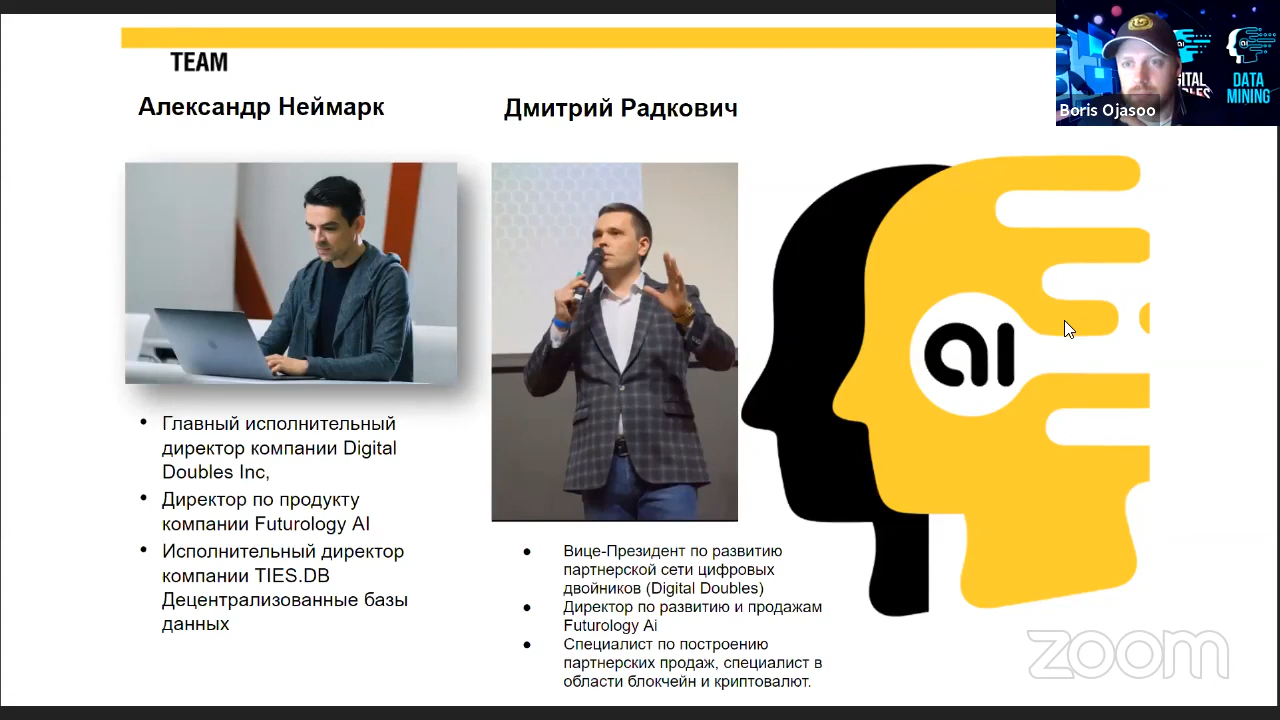 TEAM
Александр Неймарк
Дмитрий Радкович
Boris Ojasoo
DATA
MINING
ai
Главный исполнительный
директор компании Digital
Doubles Inc,
Директор по продукту
компании Futurology AI
Исполнительный директор
компании TIES.DB
Децентрализованные базы
данных
Вице-Президент по развитию
партнерской сети цифровых
двойников (Digital Doubles)
Директор по развитию и продажам
Futurology Ai
Специалист по построению
партнерских продаж, специалист в
области блокчейн и криптовалют.
zoom